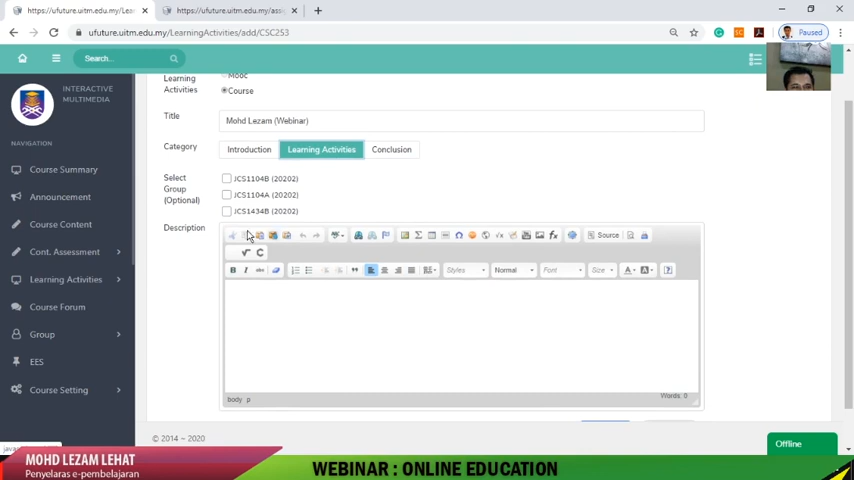 https://ufuture.uitm.edu.my/Lear
https://ufuture.uitm.edu.my/assi
ufuture.uitm.edu.my/LearningActivities/add/CSC253
Paused
Search...
INTERACTIVE
MULTIMEDIA
NAVIGATION
Course Summary
Announcement
Course Content
Cont. Assessment
Learning Activities
Course Forum
Group
EES
Course Setting
Learning
Activities
Mooc
Course
Title
Mohd Lezam (Webinar)
Category
Introduction
Learning Activities
Conclusion
Select
Group
(Optional)
JCS1104B (20202)
JCS1104A (20202)
JCS1434B (20202)
Description
Source
B I abc
Styles
Normal
Font
Size
A A ?
body p
Words: 0
© 2014 – 2020
Offline
MOHD LEZAM LEHAT
Penyelaras e-pembelajaran
WEBINAR : ONLINE EDUCATION